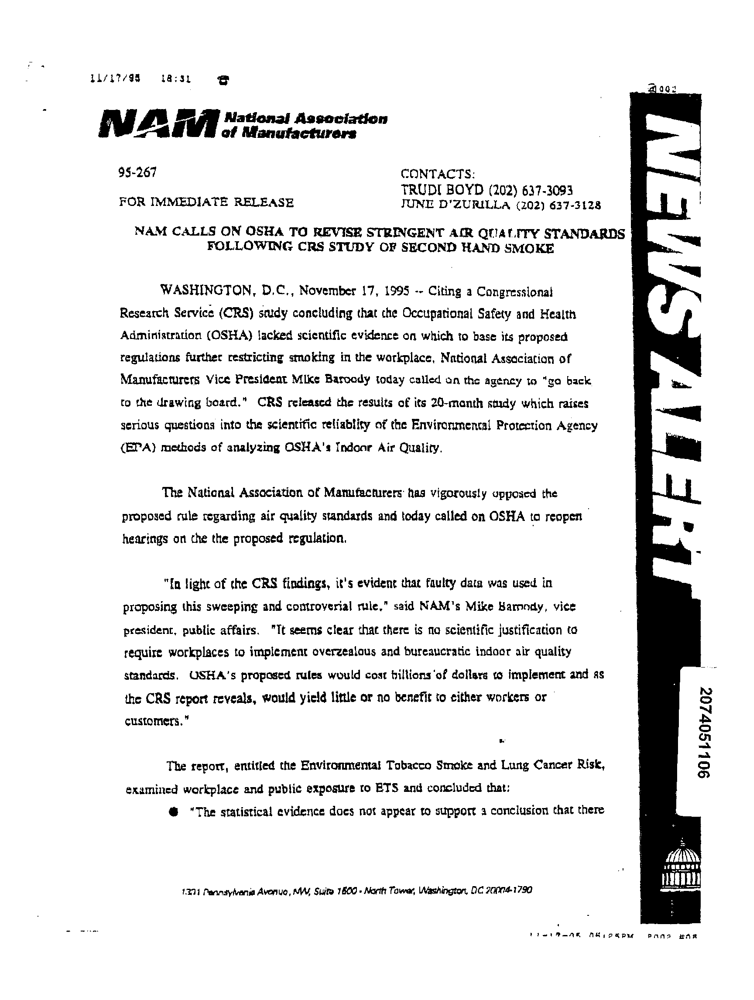 11/17/95 18:31 ☎
002
NAM National Association
of Manufacturers
95-267
CONTACTS:
TRUDI BOYD (202) 637-3093
FOR IMMEDIATE RELEASE
JUNE D'ZURILLA (202) 637-3128
NAM CALLS ON OSHA TO REVISE STRINGENT AIR QUALITY STANDARDS
FOLLOWING CRS STUDY OF SECOND HAND SMOKE
WASHINGTON, D.C., November 17, 1995 -- Citing a Congressional
Research Service (CRS) study concluding that the Occupational Safety and Health
Administration (OSHA) lacked scientific evidence on which to base its proposed
regulations further restricting smoking in the workplace, National Association of
Manufacturers Vice President Mike Baroody today called on the agency to "go back
to the drawing board." CRS released the results of its 20-month study which raises
serious questions into the scientific reliablity of the Environmental Protection Agency
(EPA) methods of analyzing OSHA's Indoor Air Quality.
The National Association of Manufacturers has vigorously opposed the
proposed rule regarding air quality standards and today called on OSHA to reopen
hearings on the the proposed regulation.
"In light of the CRS findings, it's evident that faulty data was used in
proposing this sweeping and controverial rule," said NAM's Mike Baroody, vice
president, public affairs. "It seems clear that there is no scientific justification to
require workplaces to implement overzealous and bureaucratic indoor air quality
standards. OSHA's proposed rules would cost billions of dollars to implement and as
the CRS report reveals, would yield little or no benefit to either workers or
customers."
The report, entitled the Environmental Tobacco Smoke and Lung Cancer Risk,
examined workplace and public exposure to ETS and concluded that:
● "The statistical evidence does not appear to support a conclusion that there
1331 Pennsylvania Avenue, NW, Suite 1500 - North Tower, Washington, DC 20004-1790
NEWS ALERT
2074051106
11-17-95 06:25PM P002 #08